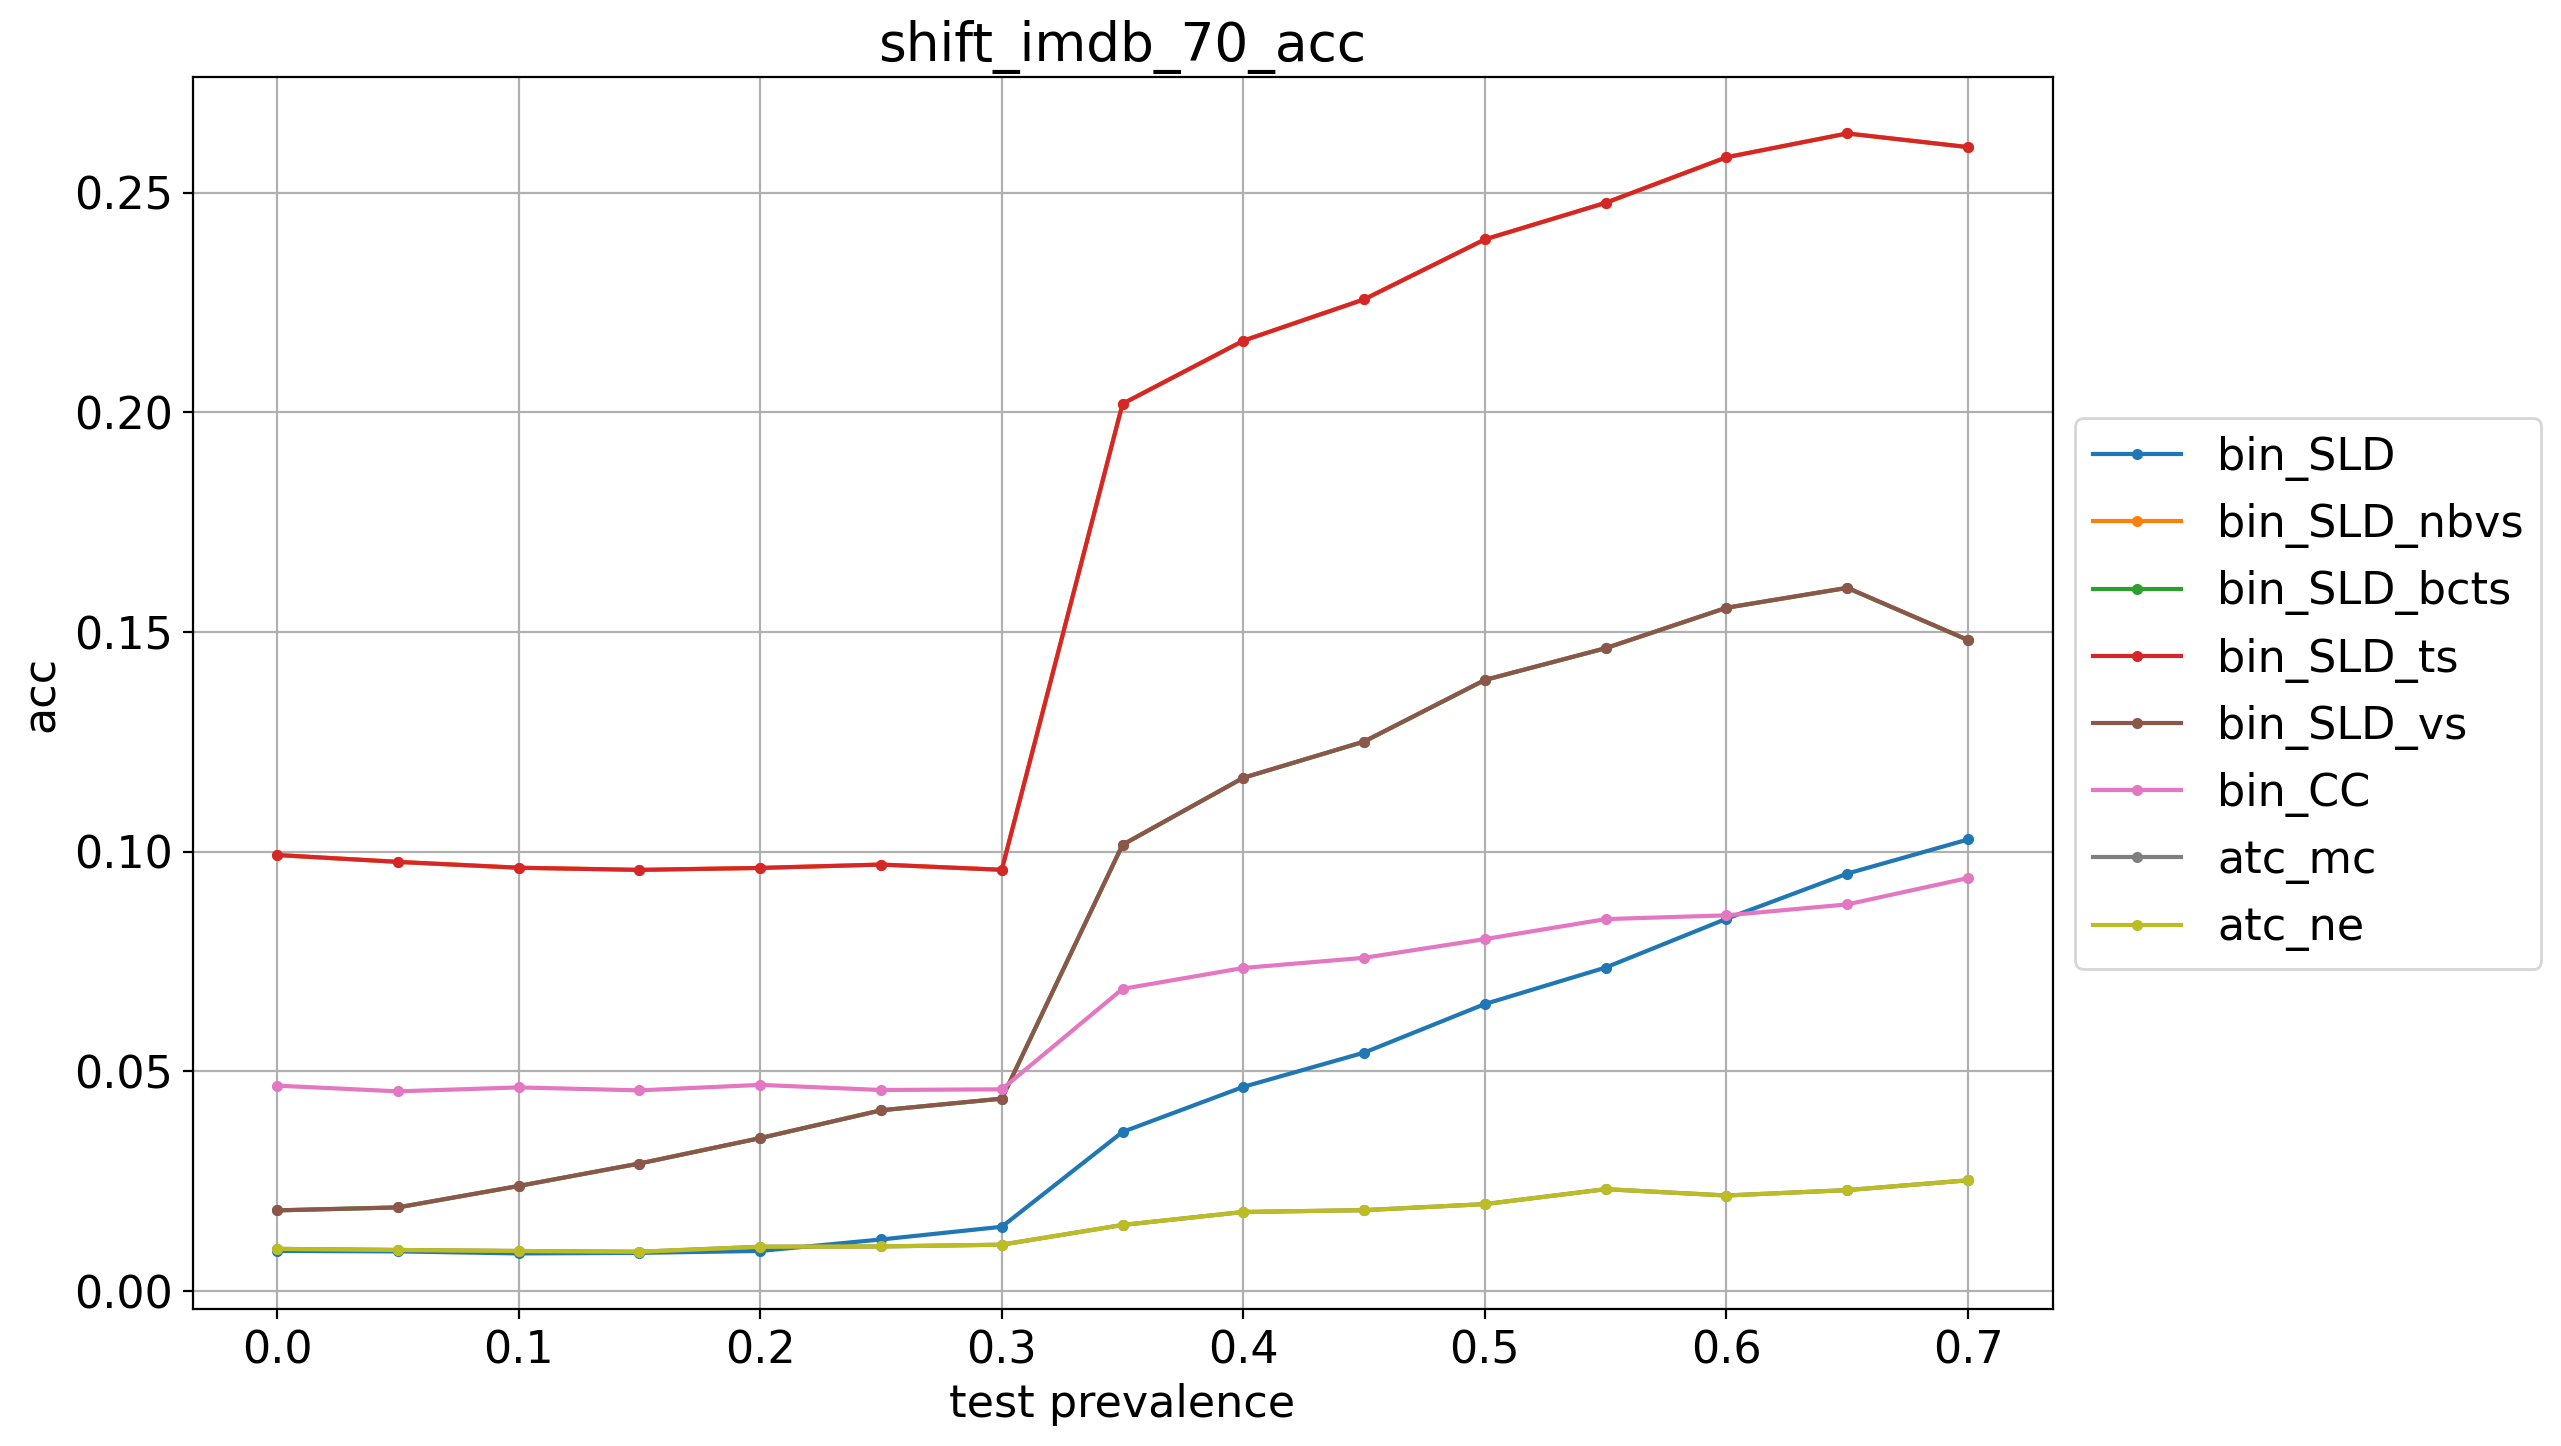 shift_imdb_70_acc
acc
0.25
0.20
0.15
0.10
0.05
0.00
0.0 0.1 0.2 0.3 0.4 0.5 0.6 0.7
test prevalence
bin_SLD
bin_SLD_nbvs
bin_SLD_bcts
bin_SLD_ts
bin_SLD_vs
bin_CC
atc_mc
atc_ne